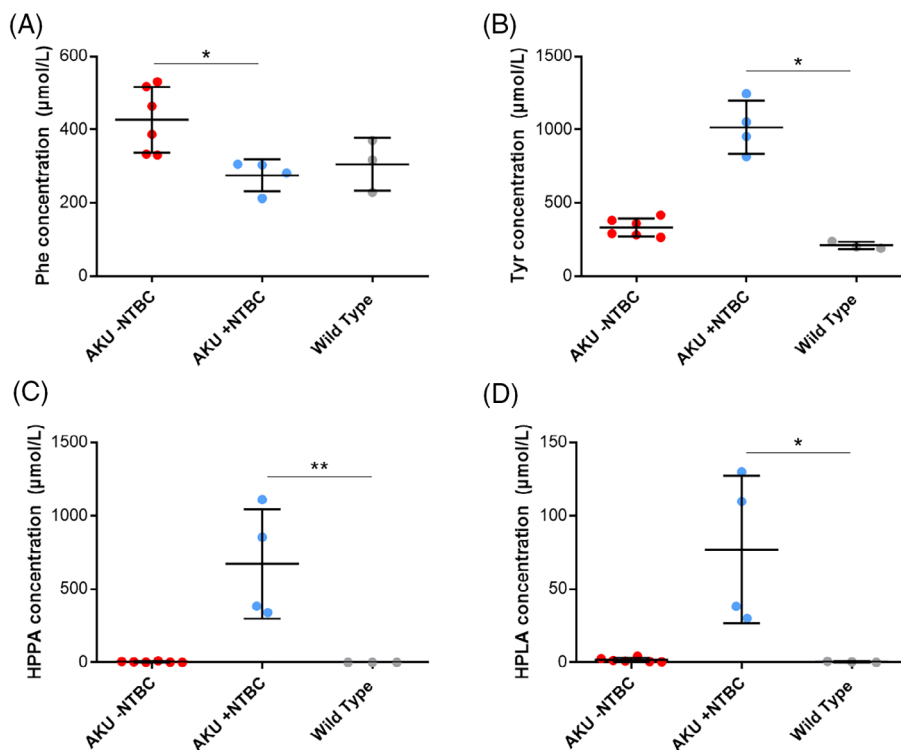 (A)
Phe concentration (µmol/L)
600
400
200
0
*
AKU -NTBC
AKU +NTBC
Wild Type
(B)
Tyr concentration (µmol/L)
1500
1000
500
0
*
AKU -NTBC
AKU +NTBC
Wild Type
(C)
HPPA concentration (µmol/L)
1500
1000
500
0
**
AKU -NTBC
AKU +NTBC
Wild Type
(D)
HPLA concentration (µmol/L)
150
100
50
0
*
AKU -NTBC
AKU +NTBC
Wild Type